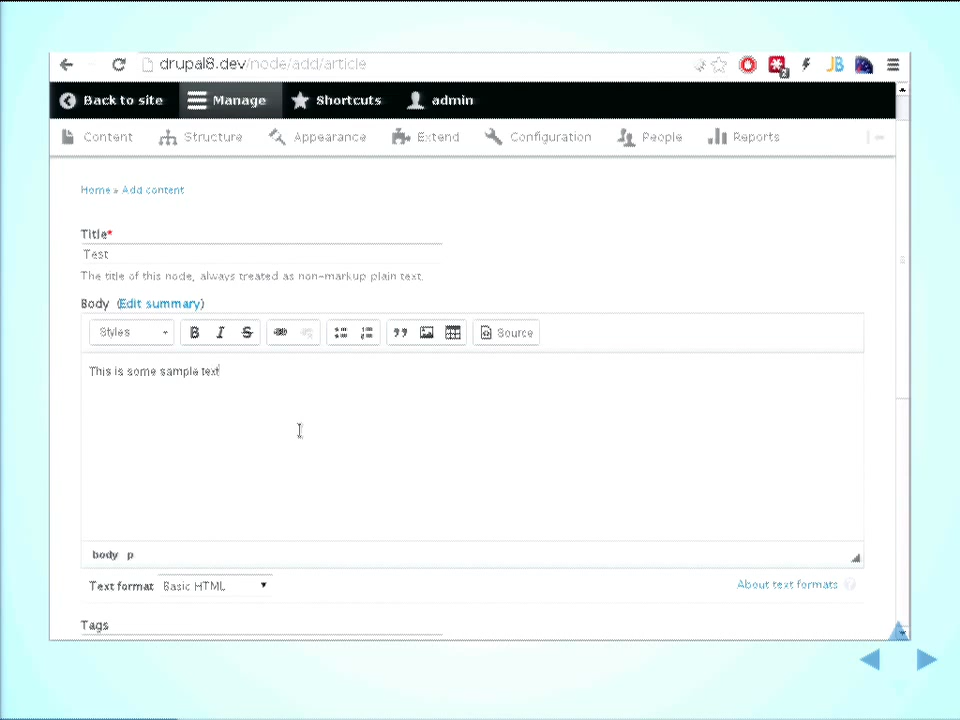 drupal8.dev/node/add/article
Back to site Manage Shortcuts admin
Content Structure Appearance Extend Configuration People Reports
Home » Add content
Title*
Test
The title of this node, always treated as non-markup plain text.
Body (Edit summary)
Styles B I S Source
This is some sample text
body p
Text format Basic HTML About text formats
Tags